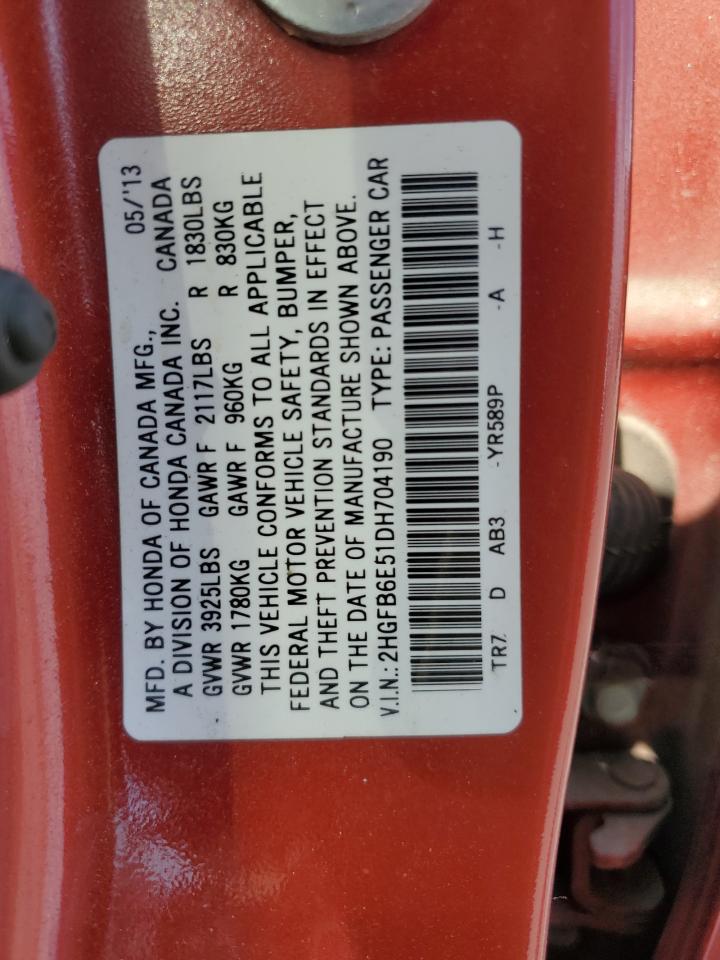 MFD. BY HONDA OF CANADA MFG., 05/'13
A DIVISION OF HONDA CANADA INC. CANADA
GVWR 3925LBS GAWR F 2117LBS R 1830LBS
GVWR 1780KG GAWR F 960KG R 830KG
THIS VEHICLE CONFORMS TO ALL APPLICABLE
FEDERAL MOTOR VEHICLE SAFETY, BUMPER,
AND THEFT PREVENTION STANDARDS IN EFFECT
ON THE DATE OF MANUFACTURE SHOWN ABOVE.
V.I.N.: 2HGFB6E51DH704190 TYPE: PASSENGER CAR
TR7. D AB3 -YR589P -A -H